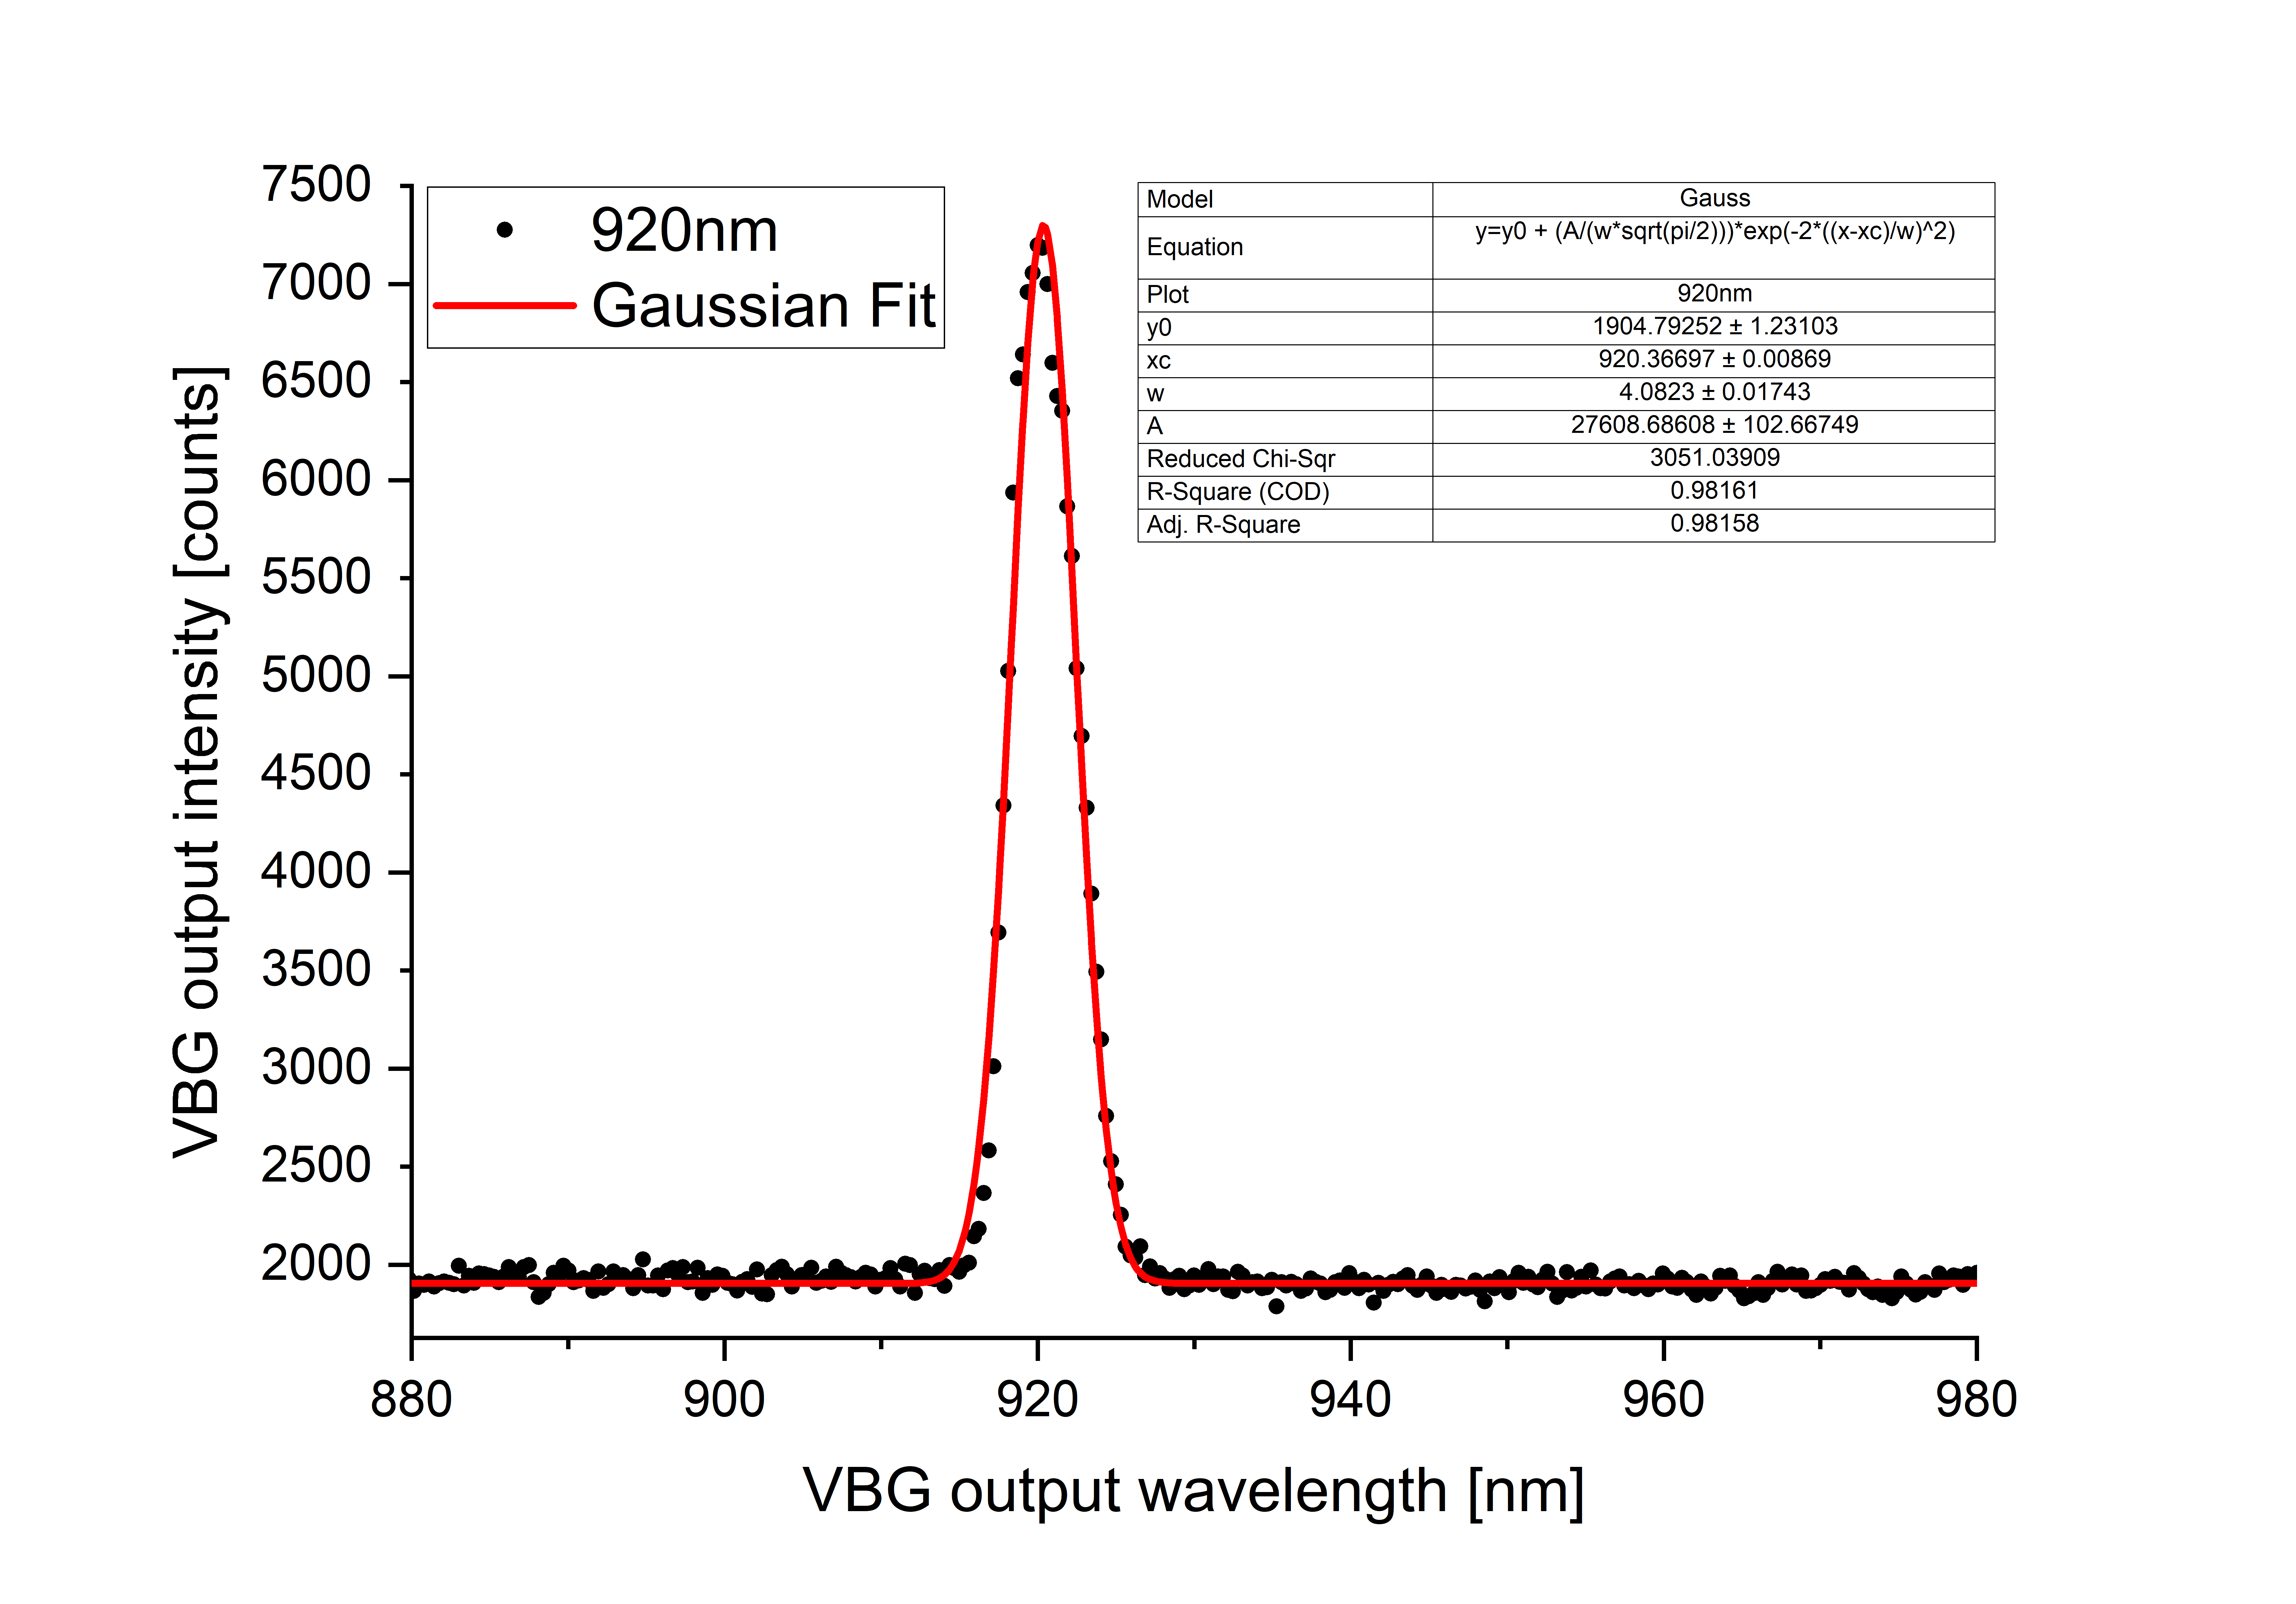 7500
7000
6500
6000
5500
5000
4500
4000
3500
3000
2500
2000
VBG output intensity [counts]
920nm
Gaussian Fit
Model Gauss
Equation y=y0 + (A/(w*sqrt(pi/2)))*exp(-2*((x-xc)/w)^2)
Plot 920nm
y0 1904.79252 ± 1.23103
xc 920.36697 ± 0.00869
w 4.0823 ± 0.01743
A 27608.68608 ± 102.66749
Reduced Chi-Sqr 3051.03909
R-Square (COD) 0.98161
Adj. R-Square 0.98158
880 900 920 940 960 980
VBG output wavelength [nm]